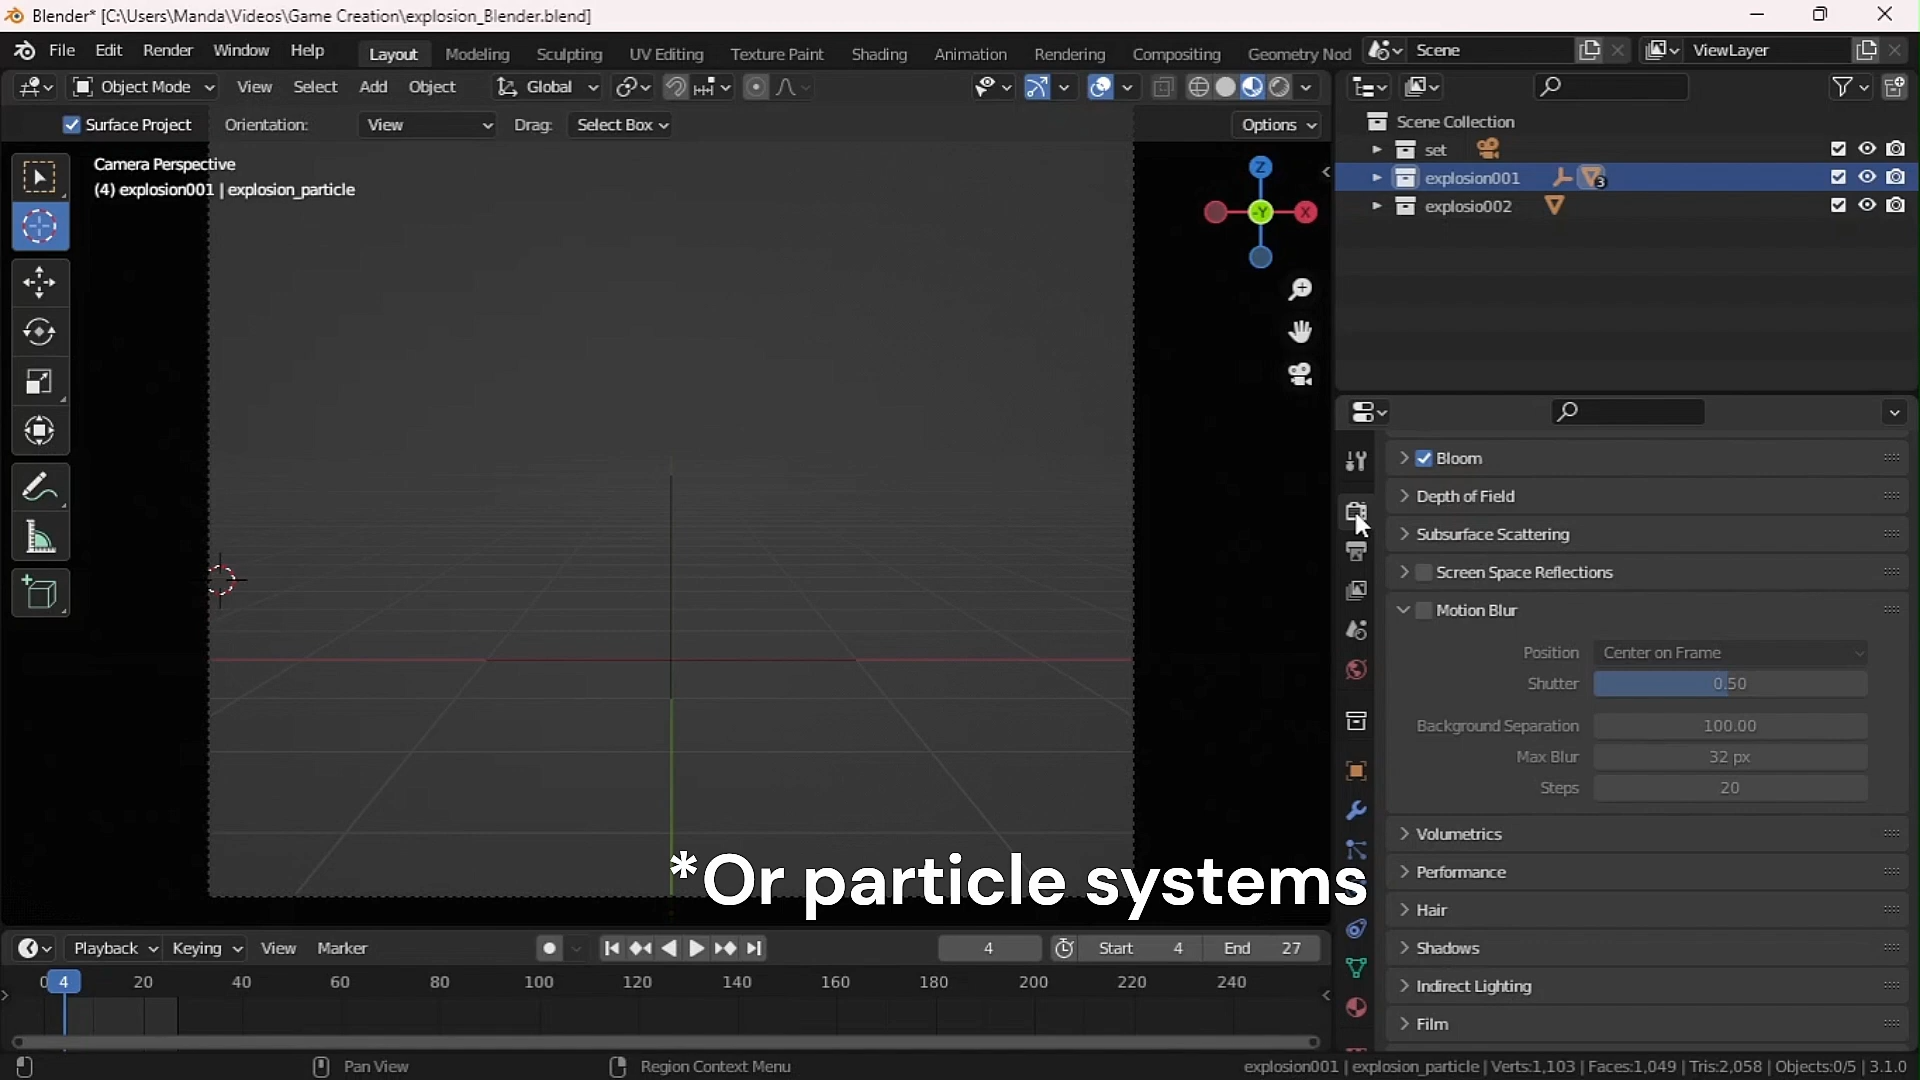 Blender* [C:\Users\Manda\Videos\Game Creation\explosion_Blender.blend]
File Edit Render Window Help Layout Modeling Sculpting UV Editing Texture Paint Shading Animation Rendering Compositing Geometry Nod Scene ViewLayer
Object Mode View Select Add Object Global
Surface Project Orientation: View Drag: Select Box Options
Camera Perspective
(4) explosion001 | explosion_particle
Z
-Y
X
Scene Collection
set
explosion001 3
explosio002
Bloom
Depth of Field
Subsurface Scattering
Screen Space Reflections
Motion Blur
Position Center on Frame
Shutter 0.50
Background Separation 100.00
Max Blur 32 px
Steps 20
Volumetrics
Performance
Hair
Shadows
Indirect Lighting
Film
*Or particle systems
Playback Keying View Marker 4 Start 4 End 27
0 4 20 40 60 80 100 120 140 160 180 200 220 240
Pan View Region Context Menu explosion001 | explosion_particle | Verts:1,103 | Faces:1,049 | Tris:2,058 | Objects:0/5 | 3.1.0